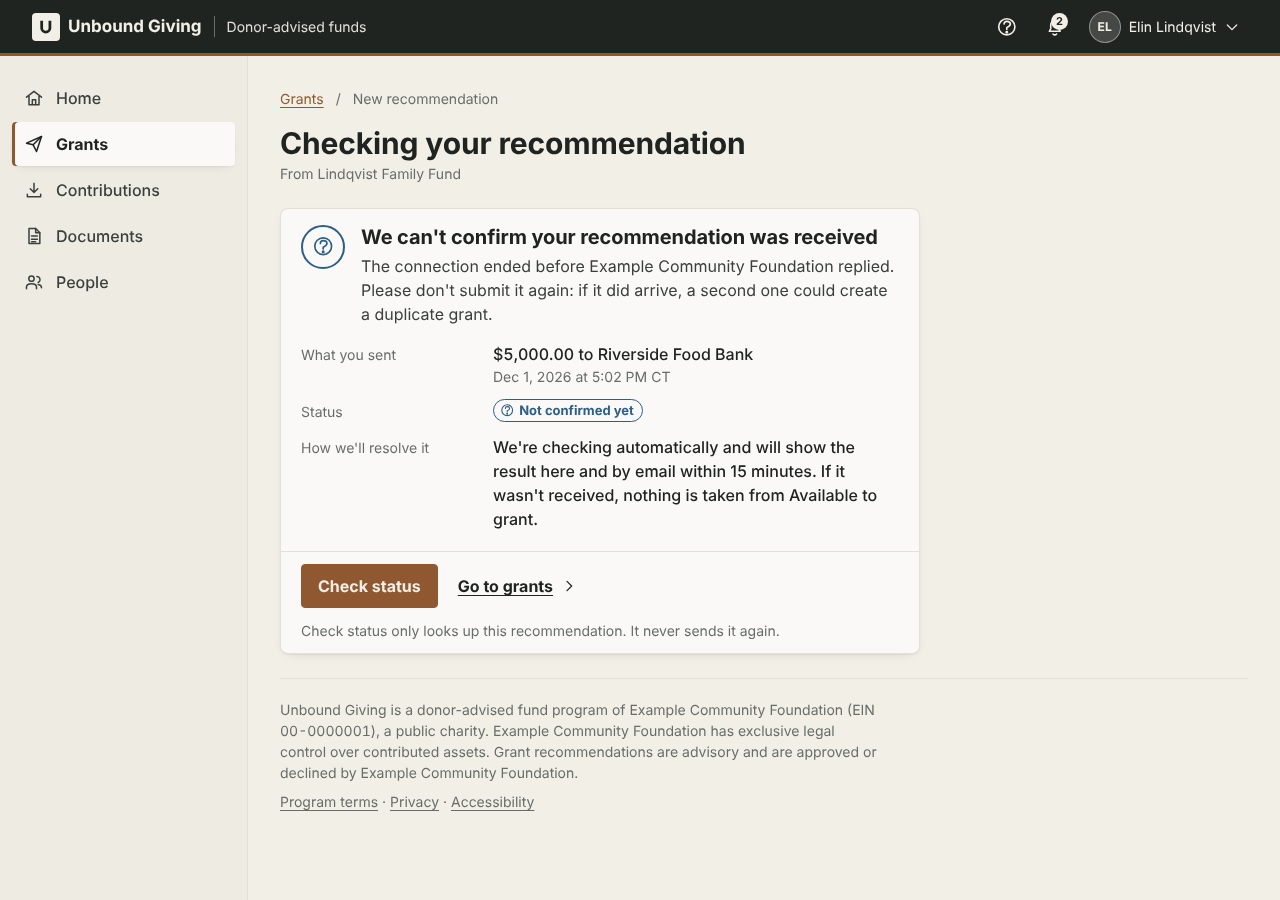 U Unbound Giving Donor-advised funds 2 EL Elin Lindqvist
Home
Grants
Contributions
Documents
People
Grants / New recommendation
Checking your recommendation
From Lindqvist Family Fund
We can't confirm your recommendation was received
The connection ended before Example Community Foundation replied.
Please don't submit it again: if it did arrive, a second one could create
a duplicate grant.
What you sent $5,000.00 to Riverside Food Bank
Dec 1, 2026 at 5:02 PM CT
Status Not confirmed yet
How we'll resolve it We're checking automatically and will show the
result here and by email within 15 minutes. If it
wasn't received, nothing is taken from Available to
grant.
Check status Go to grants
Check status only looks up this recommendation. It never sends it again.
Unbound Giving is a donor-advised fund program of Example Community Foundation (EIN
00-0000001), a public charity. Example Community Foundation has exclusive legal
control over contributed assets. Grant recommendations are advisory and are approved or
declined by Example Community Foundation.
Program terms · Privacy · Accessibility